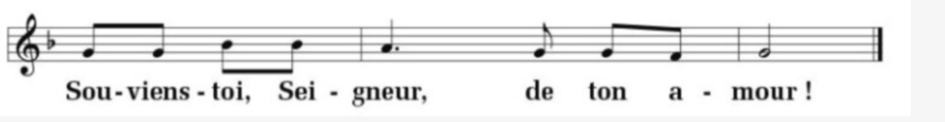 Sou - viens - toi, Sei - gneur, de ton a - mour !